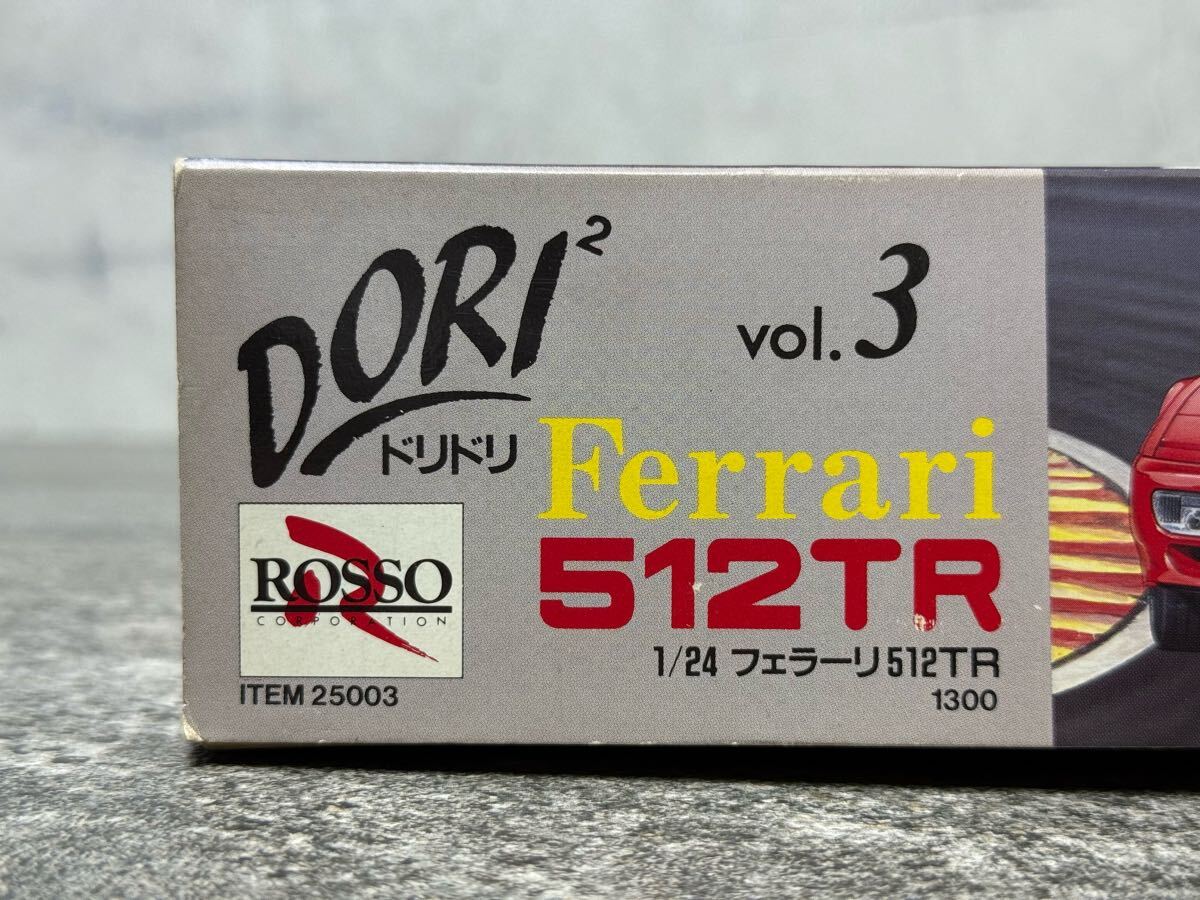 DORI²
ドリドリ
vol. 3
Ferrari
512TR
1/24 フェラーリ512TR
1300
ROSSO
CORPORATION
ITEM 25003